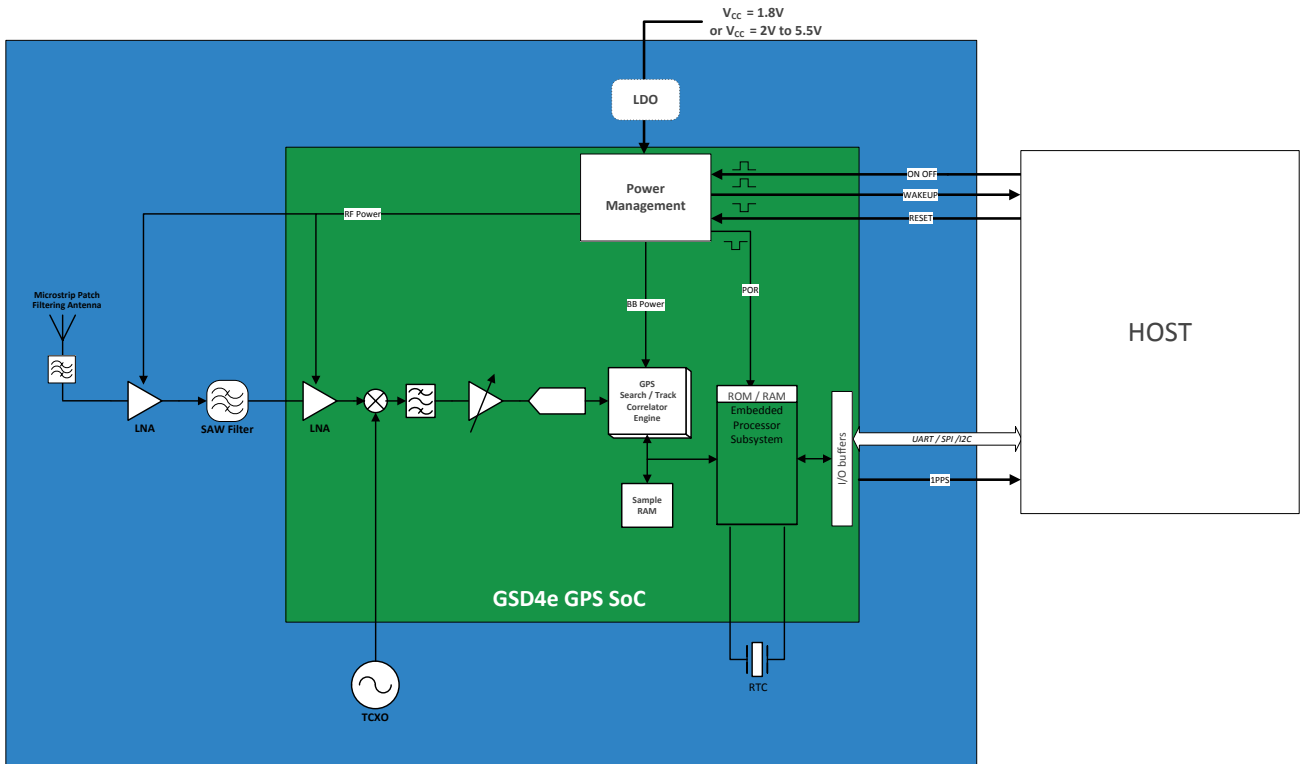 V_CC = 1.8V
or V_CC = 2V to 5.5V
LDO
Power
Management
ON OFF
WAKEUP
RESET
RF Power
Microstrip Patch
Filtering Antenna
BB Power
POR
HOST
LNA
SAW Filter
LNA
GPS
Search / Track
Correlator
Engine
ROM / RAM
Embedded
Processor
Subsystem
I/O buffers
UART / SPI /I2C
1PPS
Sample
RAM
GSD4e GPS SoC
RTC
TCXO